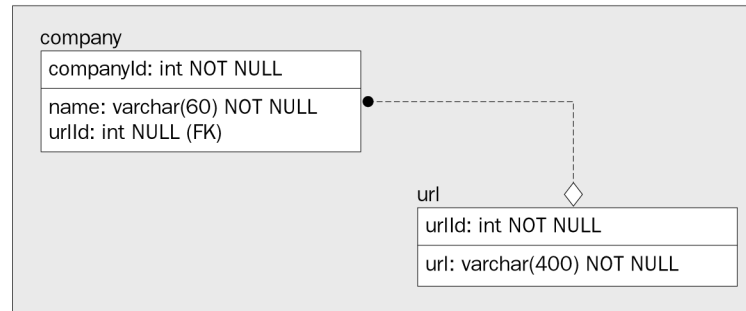 company
companyId: int NOT NULL
name: varchar(60) NOT NULL
urlId: int NULL (FK)
url
urlId: int NOT NULL
url: varchar(400) NOT NULL